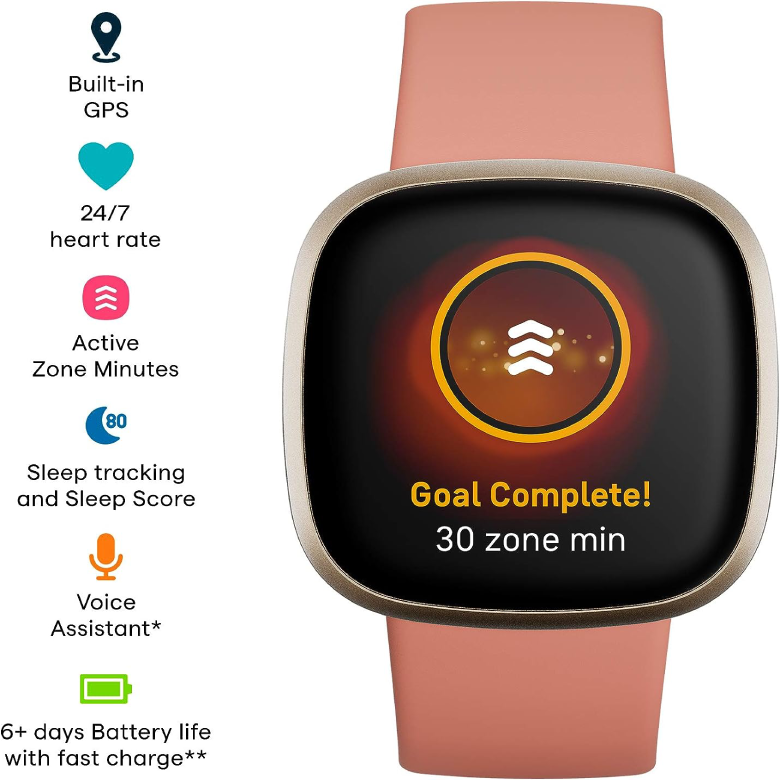 Built-in
GPS
24/7
heart rate
Active
Zone Minutes
80
Sleep tracking
and Sleep Score
Voice
Assistant*
6+ days Battery life
with fast charge**
Goal Complete!
30 zone min